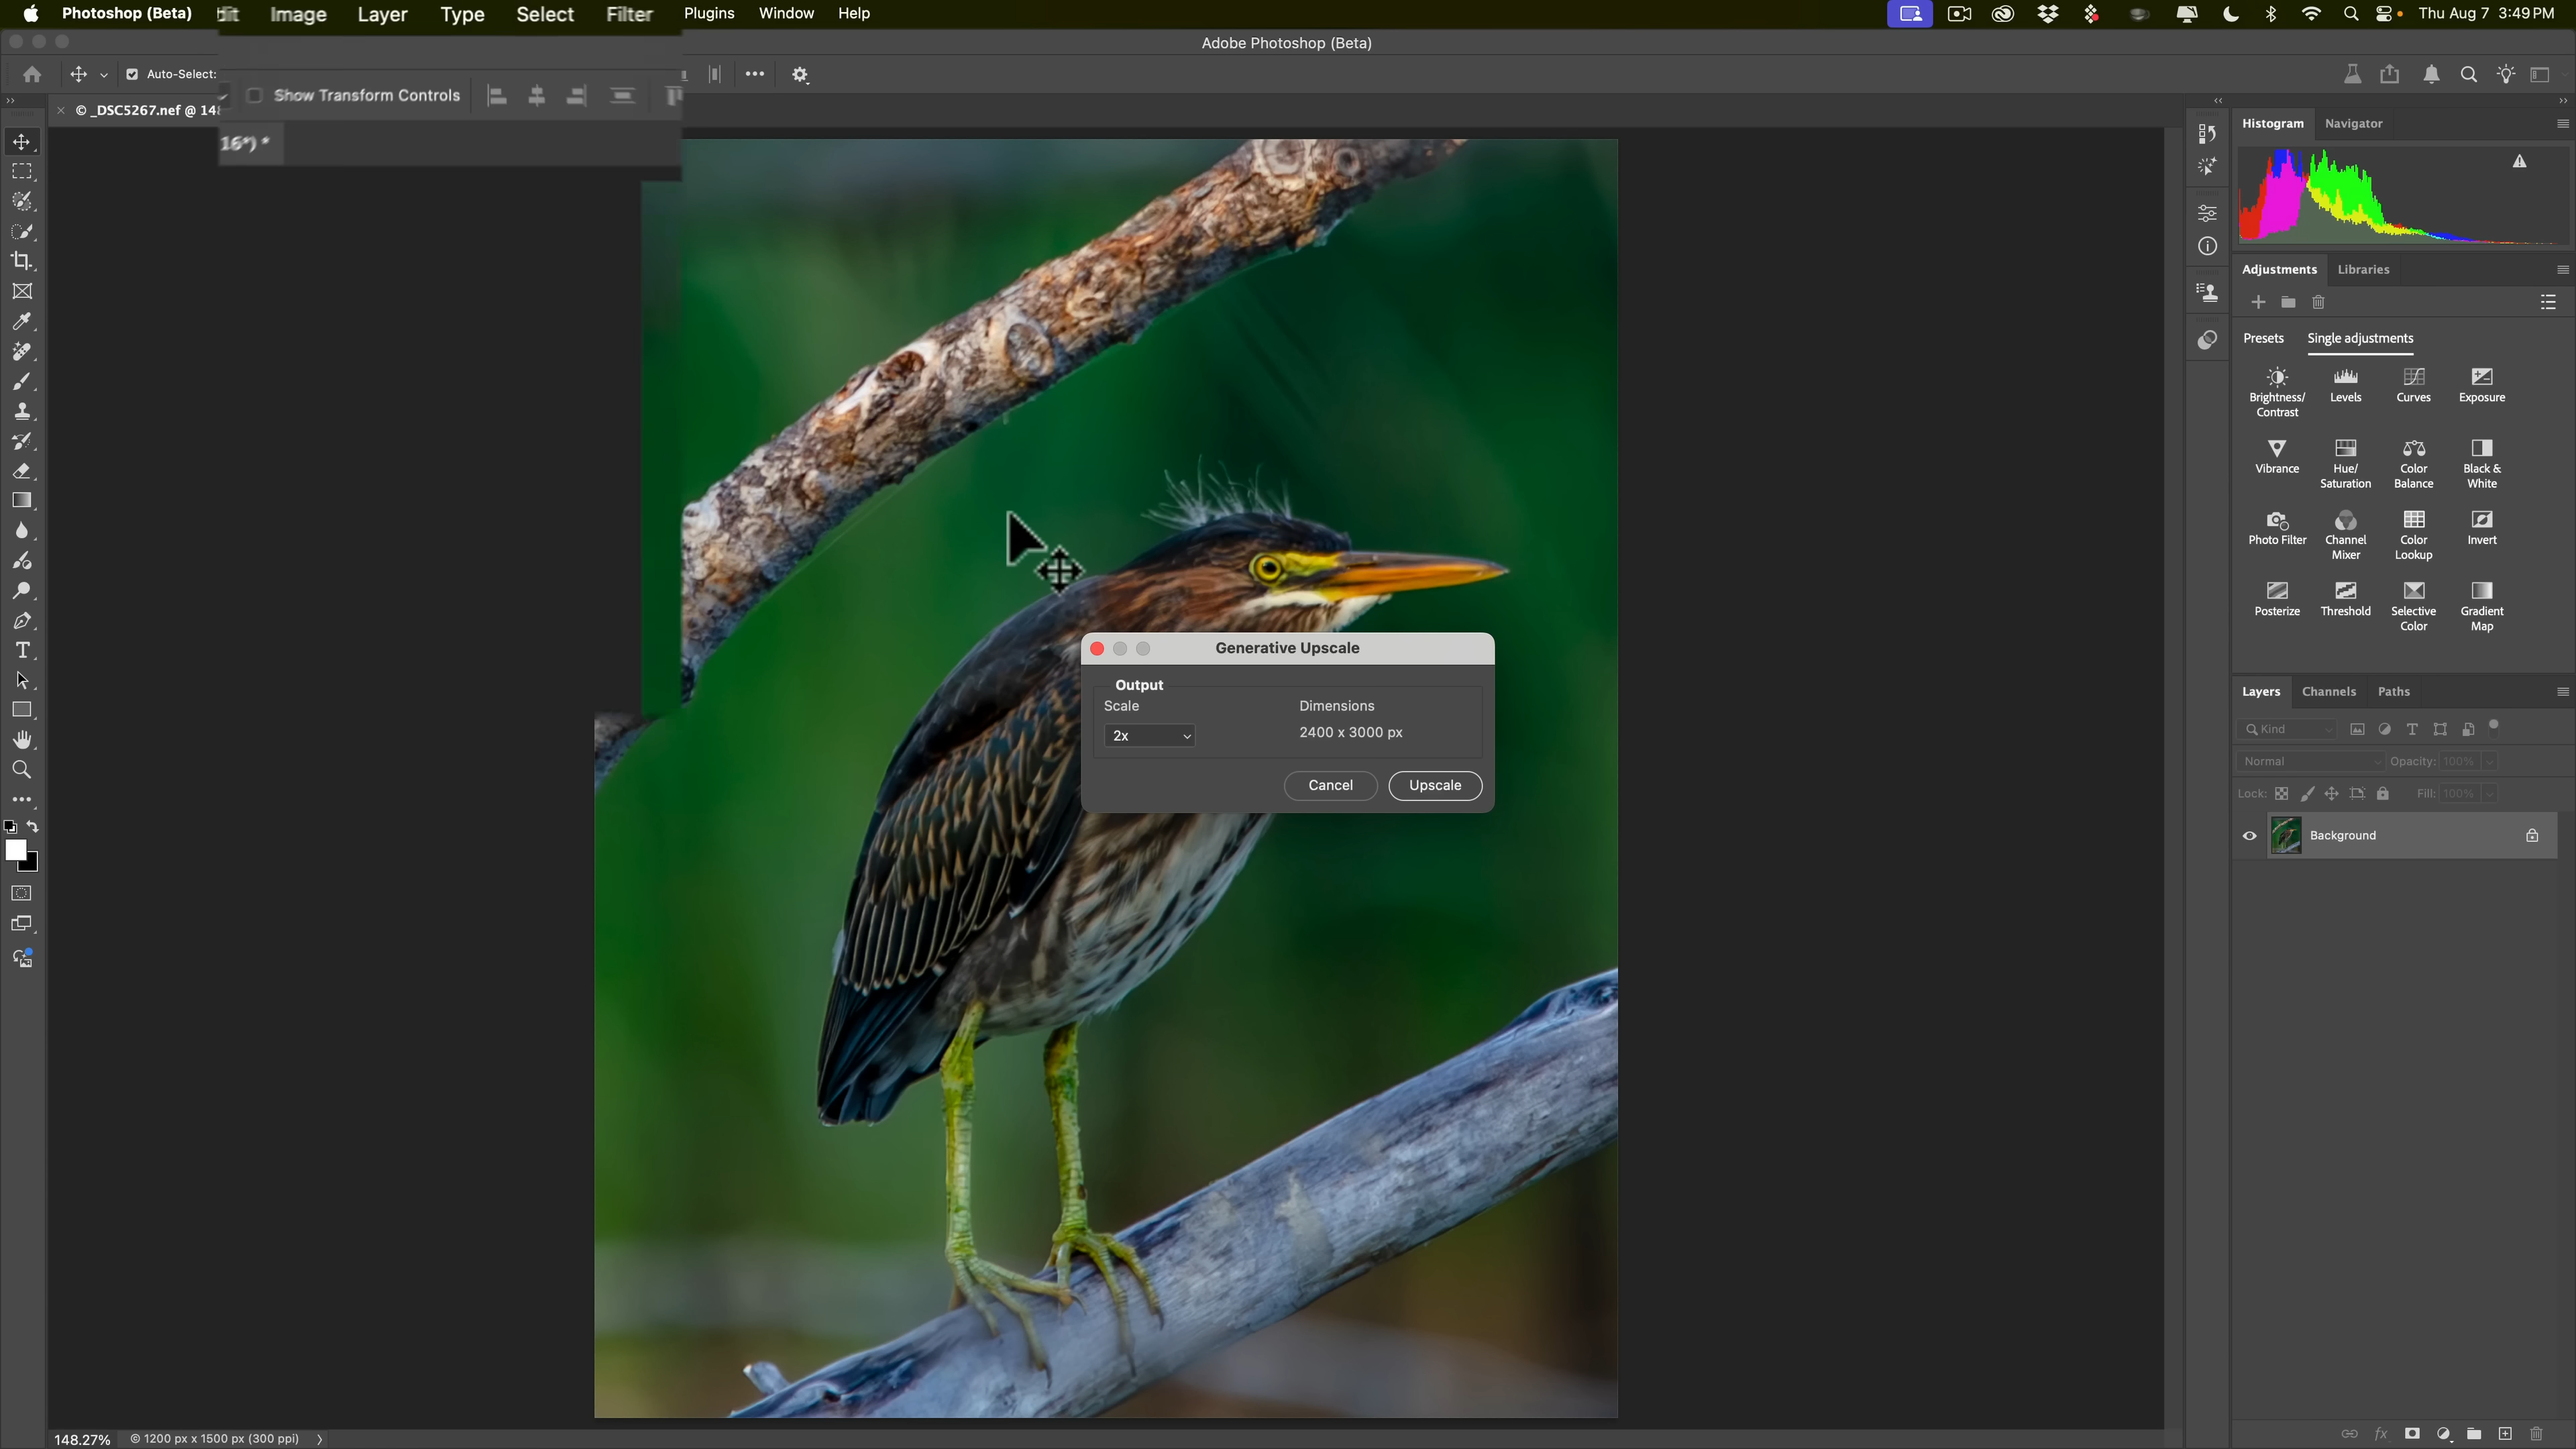 Photoshop (Beta) Image Layer Type Select Filter Plugins Window Help Thu Aug 7 3:49 PM
Adobe Photoshop (Beta)
Auto-Select: Show Transform Controls
© _DSC5267.nef @ 148 16*) *
Histogram Navigator
Adjustments Libraries
Presets Single adjustments
Brightness/ Levels Curves Exposure
Contrast
Vibrance Hue/ Color Black &
Saturation Balance White
Photo Filter Channel Color Invert
Mixer Lookup
Posterize Threshold Selective Gradient
Color Map
Generative Upscale
Output
Scale Dimensions
2x 2400 x 3000 px
Cancel Upscale
Layers Channels Paths
Kind
Normal Opacity: 100%
Lock: Fill: 100%
Background
fx
148.27% © 1200 px x 1500 px (300 ppi)